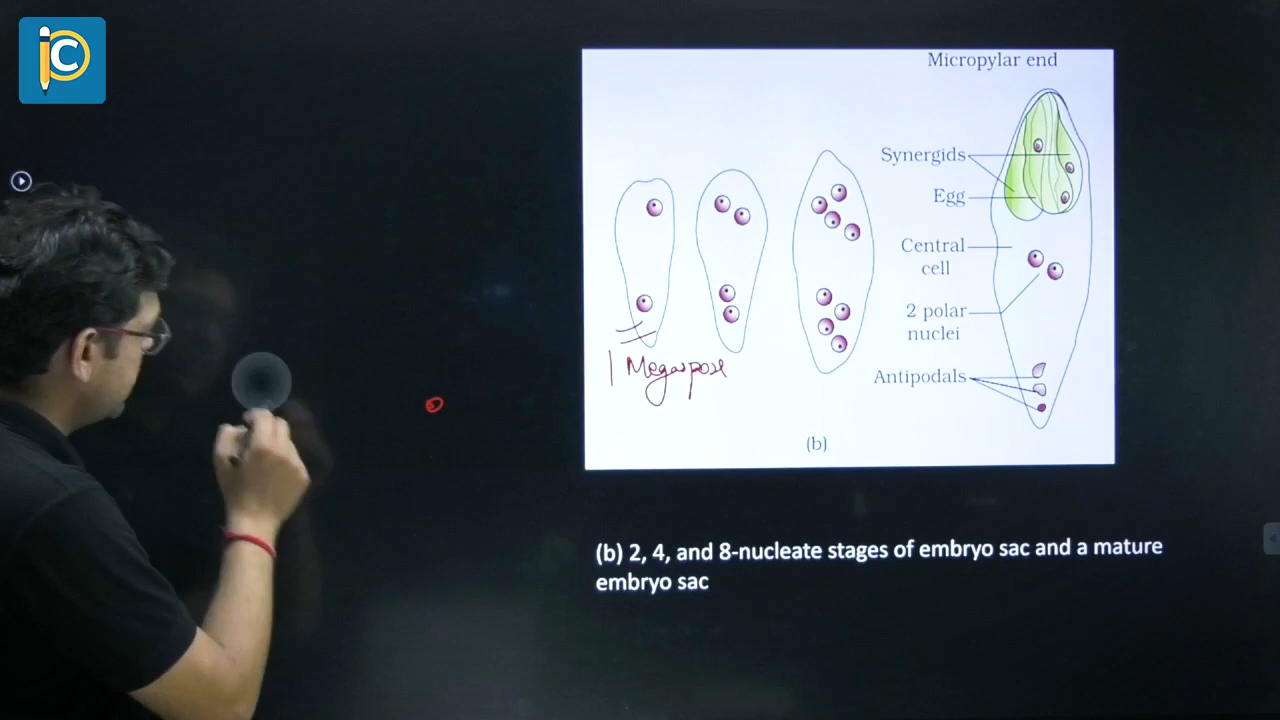 Micropylar end
Synergids
Egg
Central
cell
2 polar
nuclei
Antipodals
1 Megaspose
(b)
(b) 2, 4, and 8-nucleate stages of embryo sac and a mature
embryo sac